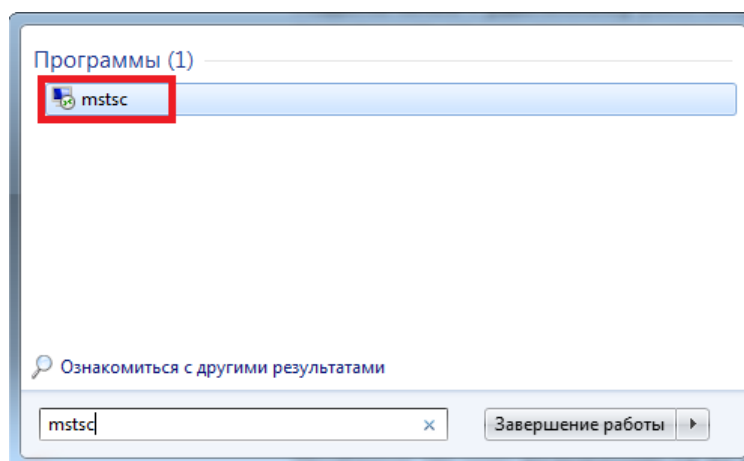 Программы (1)
mstsc
Ознакомиться с другими результатами
mstsc
Завершение работы